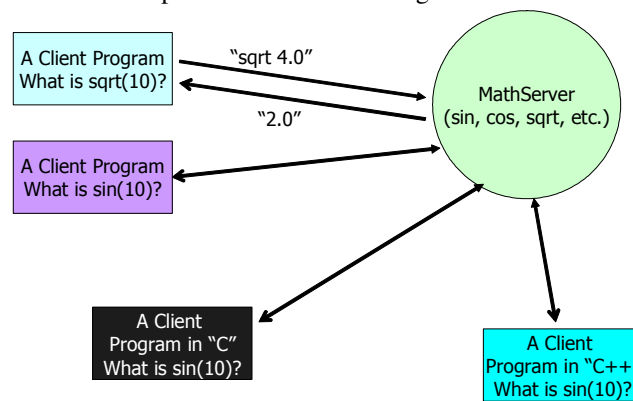 A Client Program
What is sqrt(10)?
“sqrt 4.0”
“2.0”
MathServer
(sin, cos, sqrt, etc.)
A Client Program
What is sin(10)?
A Client
Program in “C”
What is sin(10)?
A Client
Program in “C++
What is sin(10)?